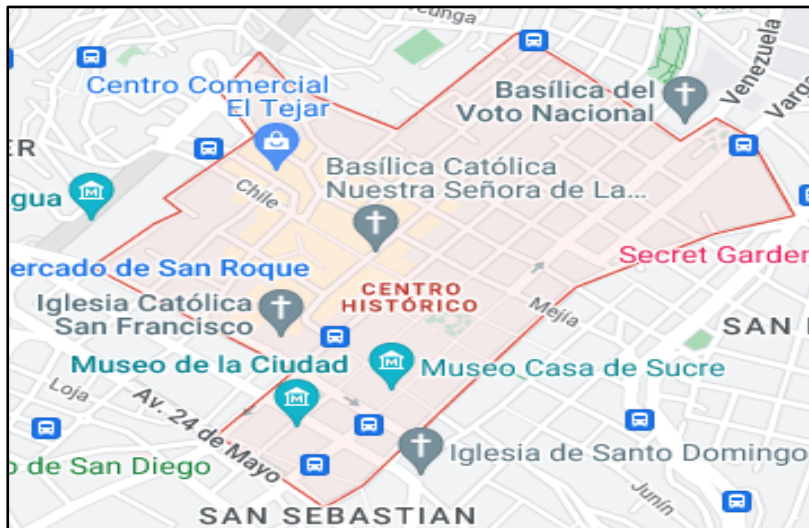 Centro Comercial
El Tejar
Basílica del
Voto Nacional
Venezuela
Basílica Católica
Nuestra Señora de La...
Chile
gua
ER
ercado de San Roque
Secret Garden
CENTRO
HISTÓRICO
Mejía
Iglesia Católica
San Francisco
SAN
Museo de la Ciudad
Museo Casa de Sucre
Loja
Av. 24 de Mayo
o de San Diego
Iglesia de Santo Domingo
Junín
SAN SEBASTIAN